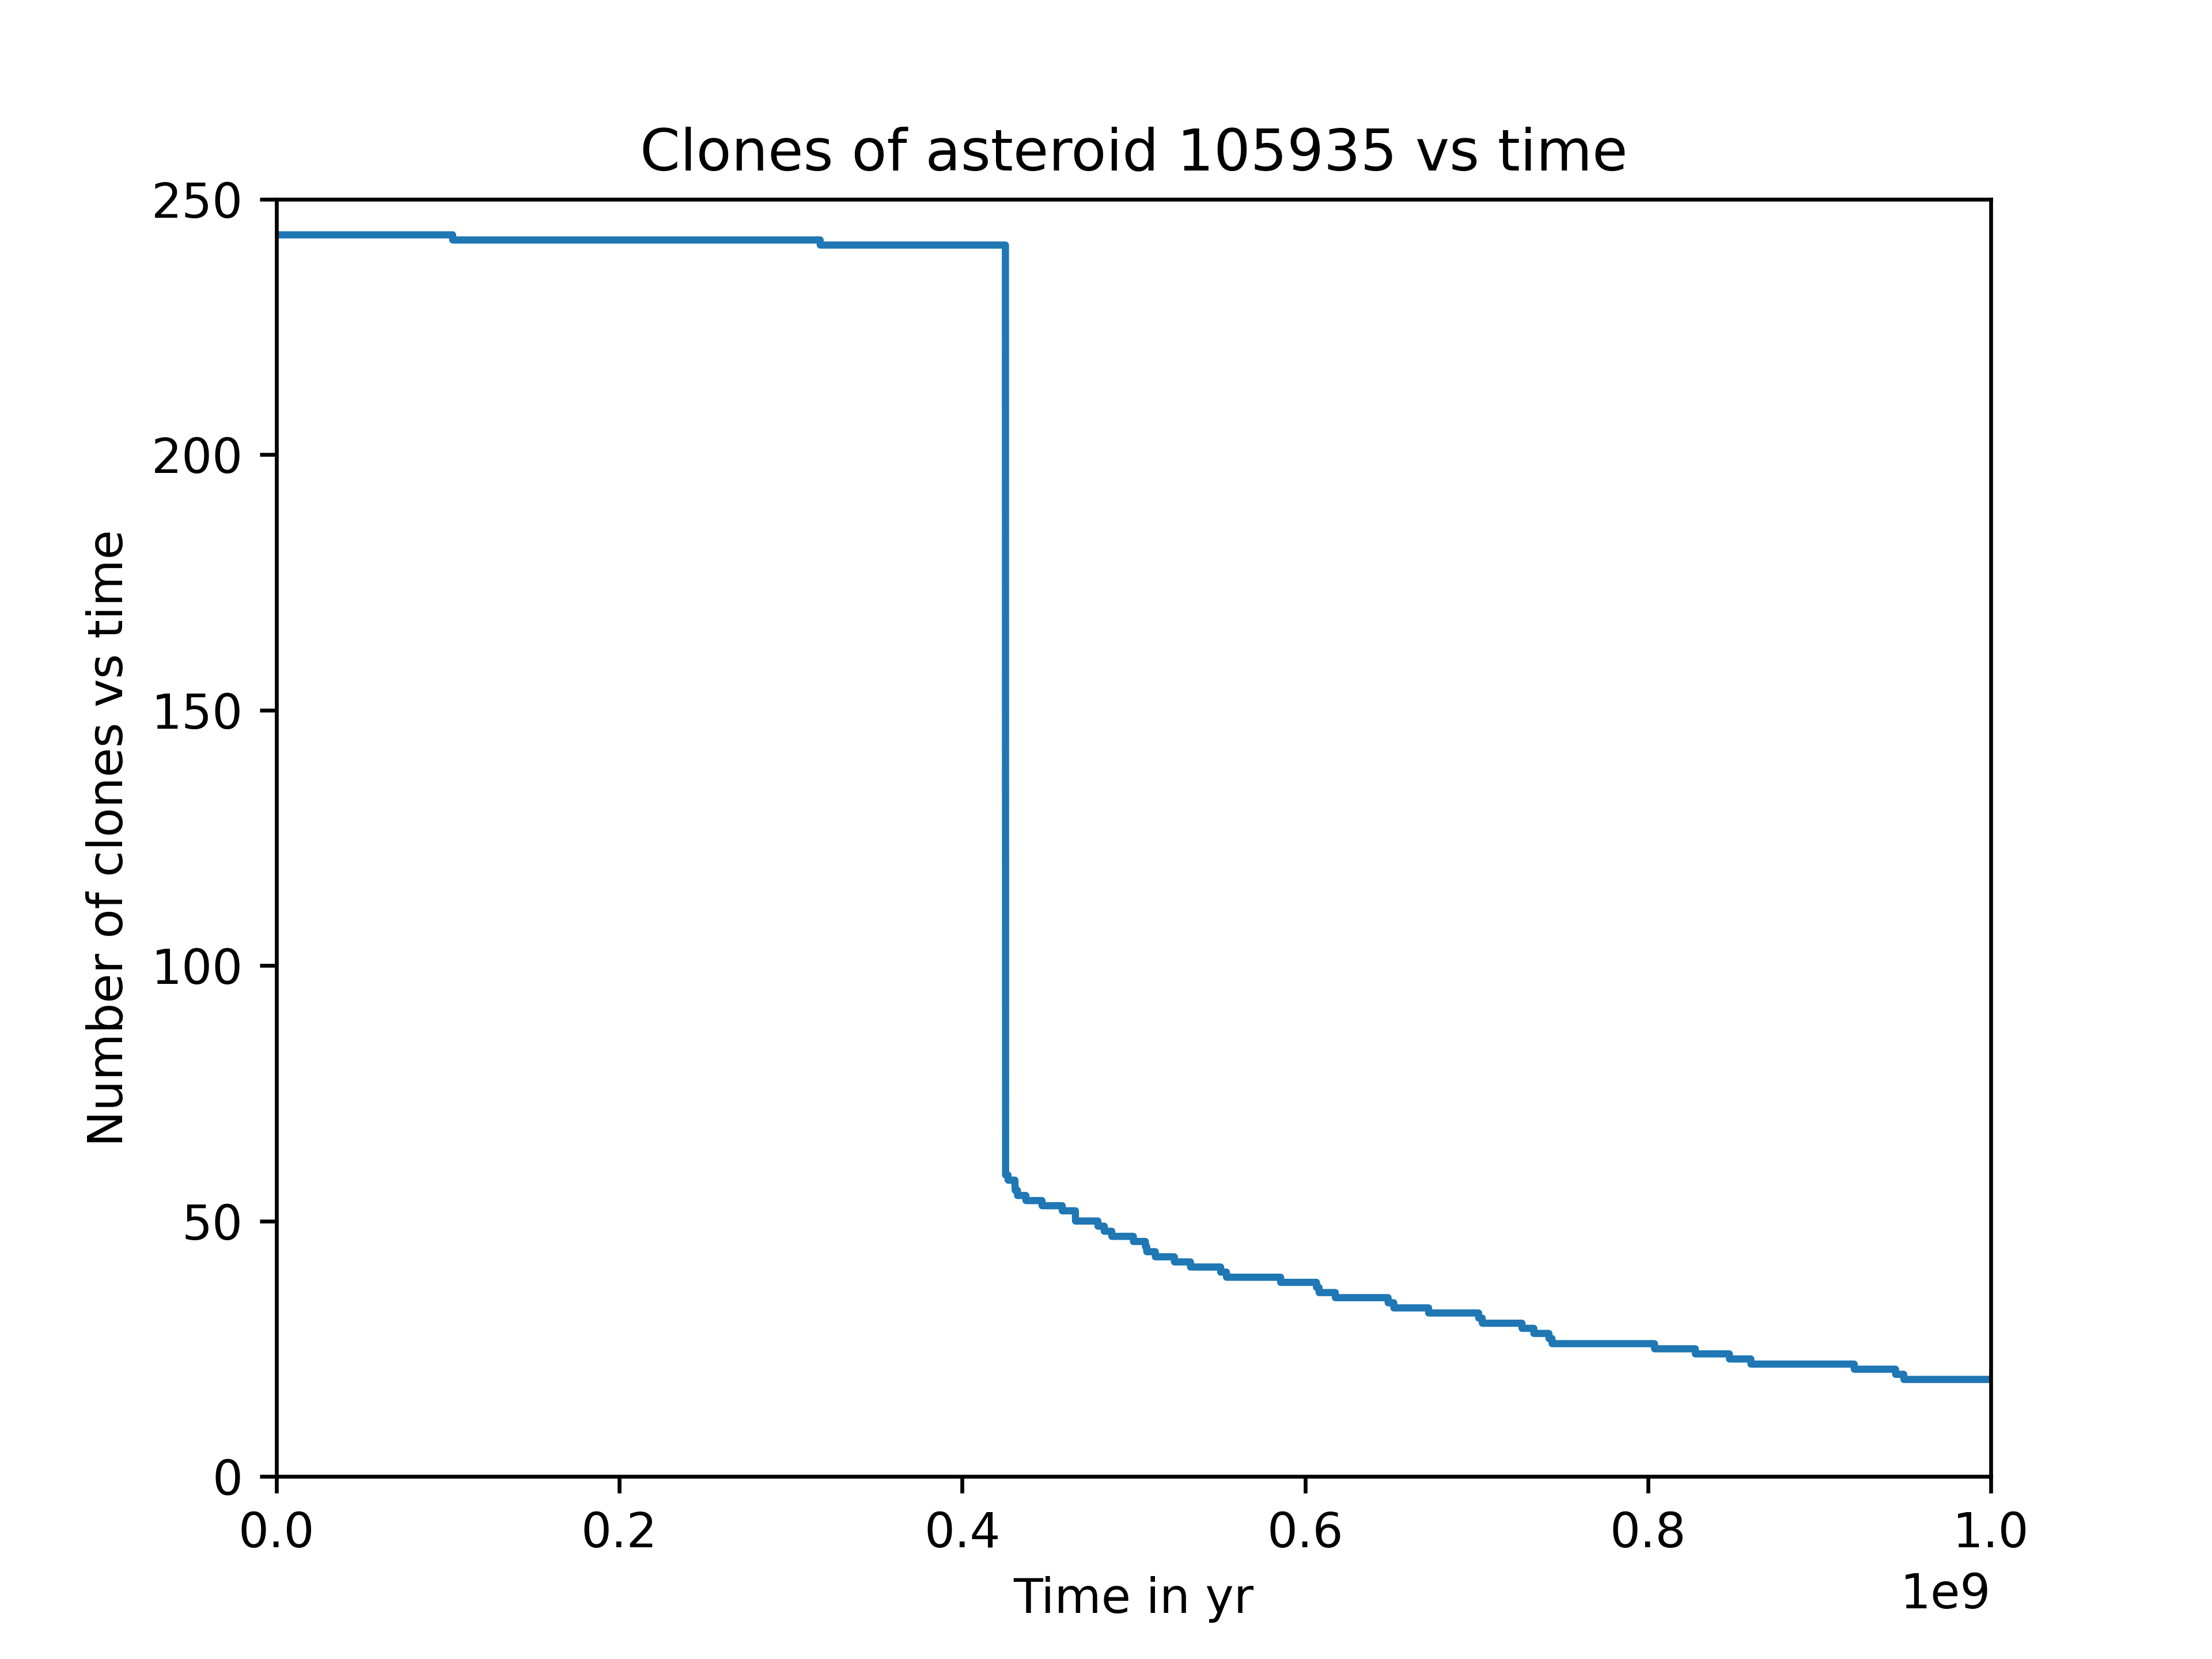 Clones of asteroid 105935 vs time
250
200
150
100
50
0
Number of clones vs time
0.0 0.2 0.4 0.6 0.8 1.0
Time in yr
1e9